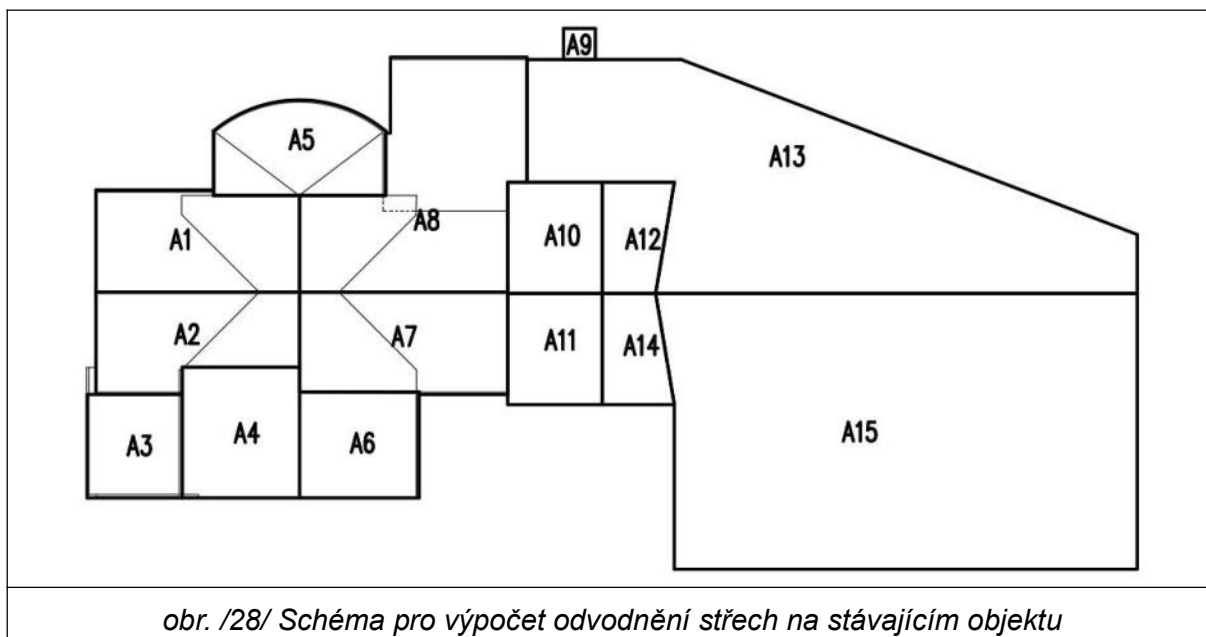 A9
A5
A13
A8
A1
A10
A12
A2
A7
A11
A14
A3
A4
A6
A15
obr. /28/ Schéma pro výpočet odvodnění střech na stávajícím objektu